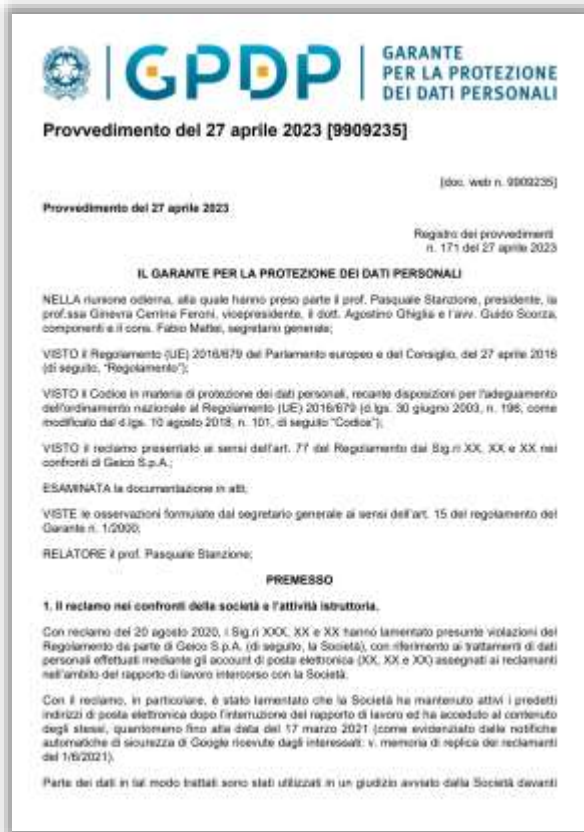 GPDP
GARANTE
PER LA PROTEZIONE
DEI DATI PERSONALI
Provvedimento del 27 aprile 2023 [9909235]
[doc. web n. 9909235]
Provvedimento del 27 aprile 2023
Registro dei provvedimenti
n. 171 del 27 aprile 2023
IL GARANTE PER LA PROTEZIONE DEI DATI PERSONALI
NELLA riunione odierna, alla quale hanno preso parte il prof. Pasquale Stanzione, presidente, la
prof.ssa Ginevra Cerrina Feroni, vicepresidente, il dott. Agostino Ghiglia e l'avv. Guido Scorza,
componenti e il cons. Fabio Mattei, segretario generale;
VISTO il Regolamento (UE) 2016/679 del Parlamento europeo e del Consiglio, del 27 aprile 2016
(di seguito, "Regolamento");
VISTO il Codice in materia di protezione dei dati personali, recante disposizioni per l'adeguamento
dell'ordinamento nazionale al Regolamento (UE) 2016/679 (d.lgs. 30 giugno 2003, n. 196, come
modificato dal d.lgs. 10 agosto 2018, n. 101, di seguito "Codice");
VISTO il reclamo presentato ai sensi dell'art. 77 del Regolamento dai Sig.ri XX, XX e XX nei
confronti di Geico S.p.A.;
ESAMINATA la documentazione in atti;
VISTE le osservazioni formulate dal segretario generale ai sensi dell'art. 15 del regolamento del
Garante n. 1/2000;
RELATORE il prof. Pasquale Stanzione;
PREMESSO
1. Il reclamo nei confronti della società e l'attività istruttoria.
Con reclamo del 20 agosto 2020, i Sig.ri XXX, XX e XX hanno lamentato presunte violazioni del
Regolamento da parte di Geico S.p.A. (di seguito, la Società), con riferimento ai trattamenti di dati
personali effettuati mediante gli account di posta elettronica (XX, XX e XX) assegnati ai reclamanti
nell'ambito del rapporto di lavoro intercorso con la Società.
Con il reclamo, in particolare, è stato lamentato che la Società ha mantenuto attivi i predetti
indirizzi di posta elettronica dopo l'interruzione del rapporto di lavoro ed ha acceduto al contenuto
degli stessi, quantomeno fino alla data del 17 marzo 2021 (come evidenziato dalle notifiche
automatiche di sicurezza di Google ricevute dagli interessati: v. memoria di replica dei reclamanti
del 1/6/2021).
Parte dei dati in tal modo trattati sono stati utilizzati in un giudizio avviato dalla Società davanti